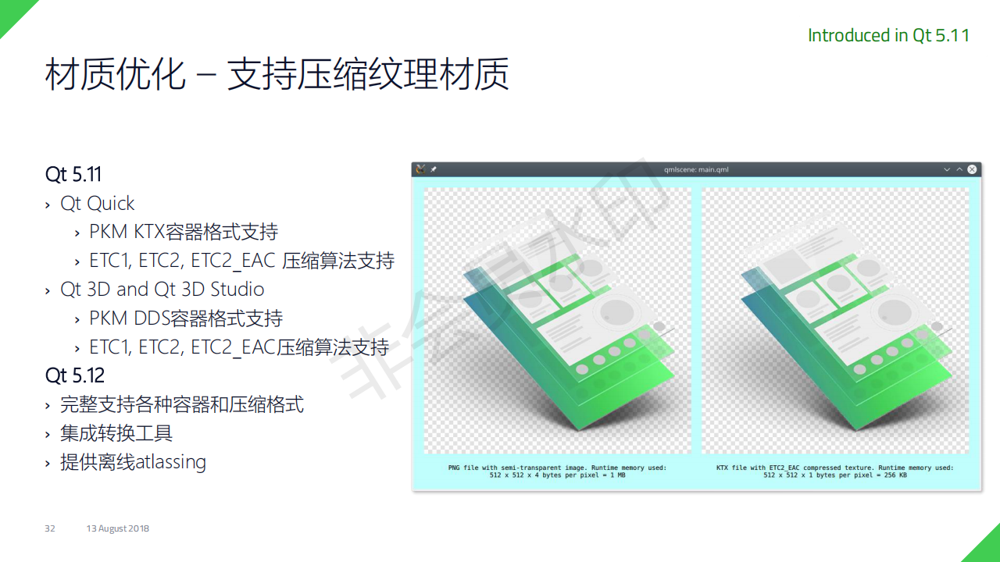 Introduced in Qt 5.11
材质优化 – 支持压缩纹理材质
Qt 5.11
› Qt Quick
› PKM KTX容器格式支持
› ETC1, ETC2, ETC2_EAC 压缩算法支持
› Qt 3D and Qt 3D Studio
› PKM DDS容器格式支持
› ETC1, ETC2, ETC2_EAC压缩算法支持
Qt 5.12
› 完整支持各种容器和压缩格式
› 集成转换工具
› 提供离线atlassing
qmlscene: main.qml
PNG file with semi-transparent image. Runtime memory used:
512 x 512 x 4 bytes per pixel = 1 MB
KTX file with ETC2_EAC compressed texture. Runtime memory used:
512 x 512 x 1 bytes per pixel = 256 KB
非会员水印
32 13 August 2018